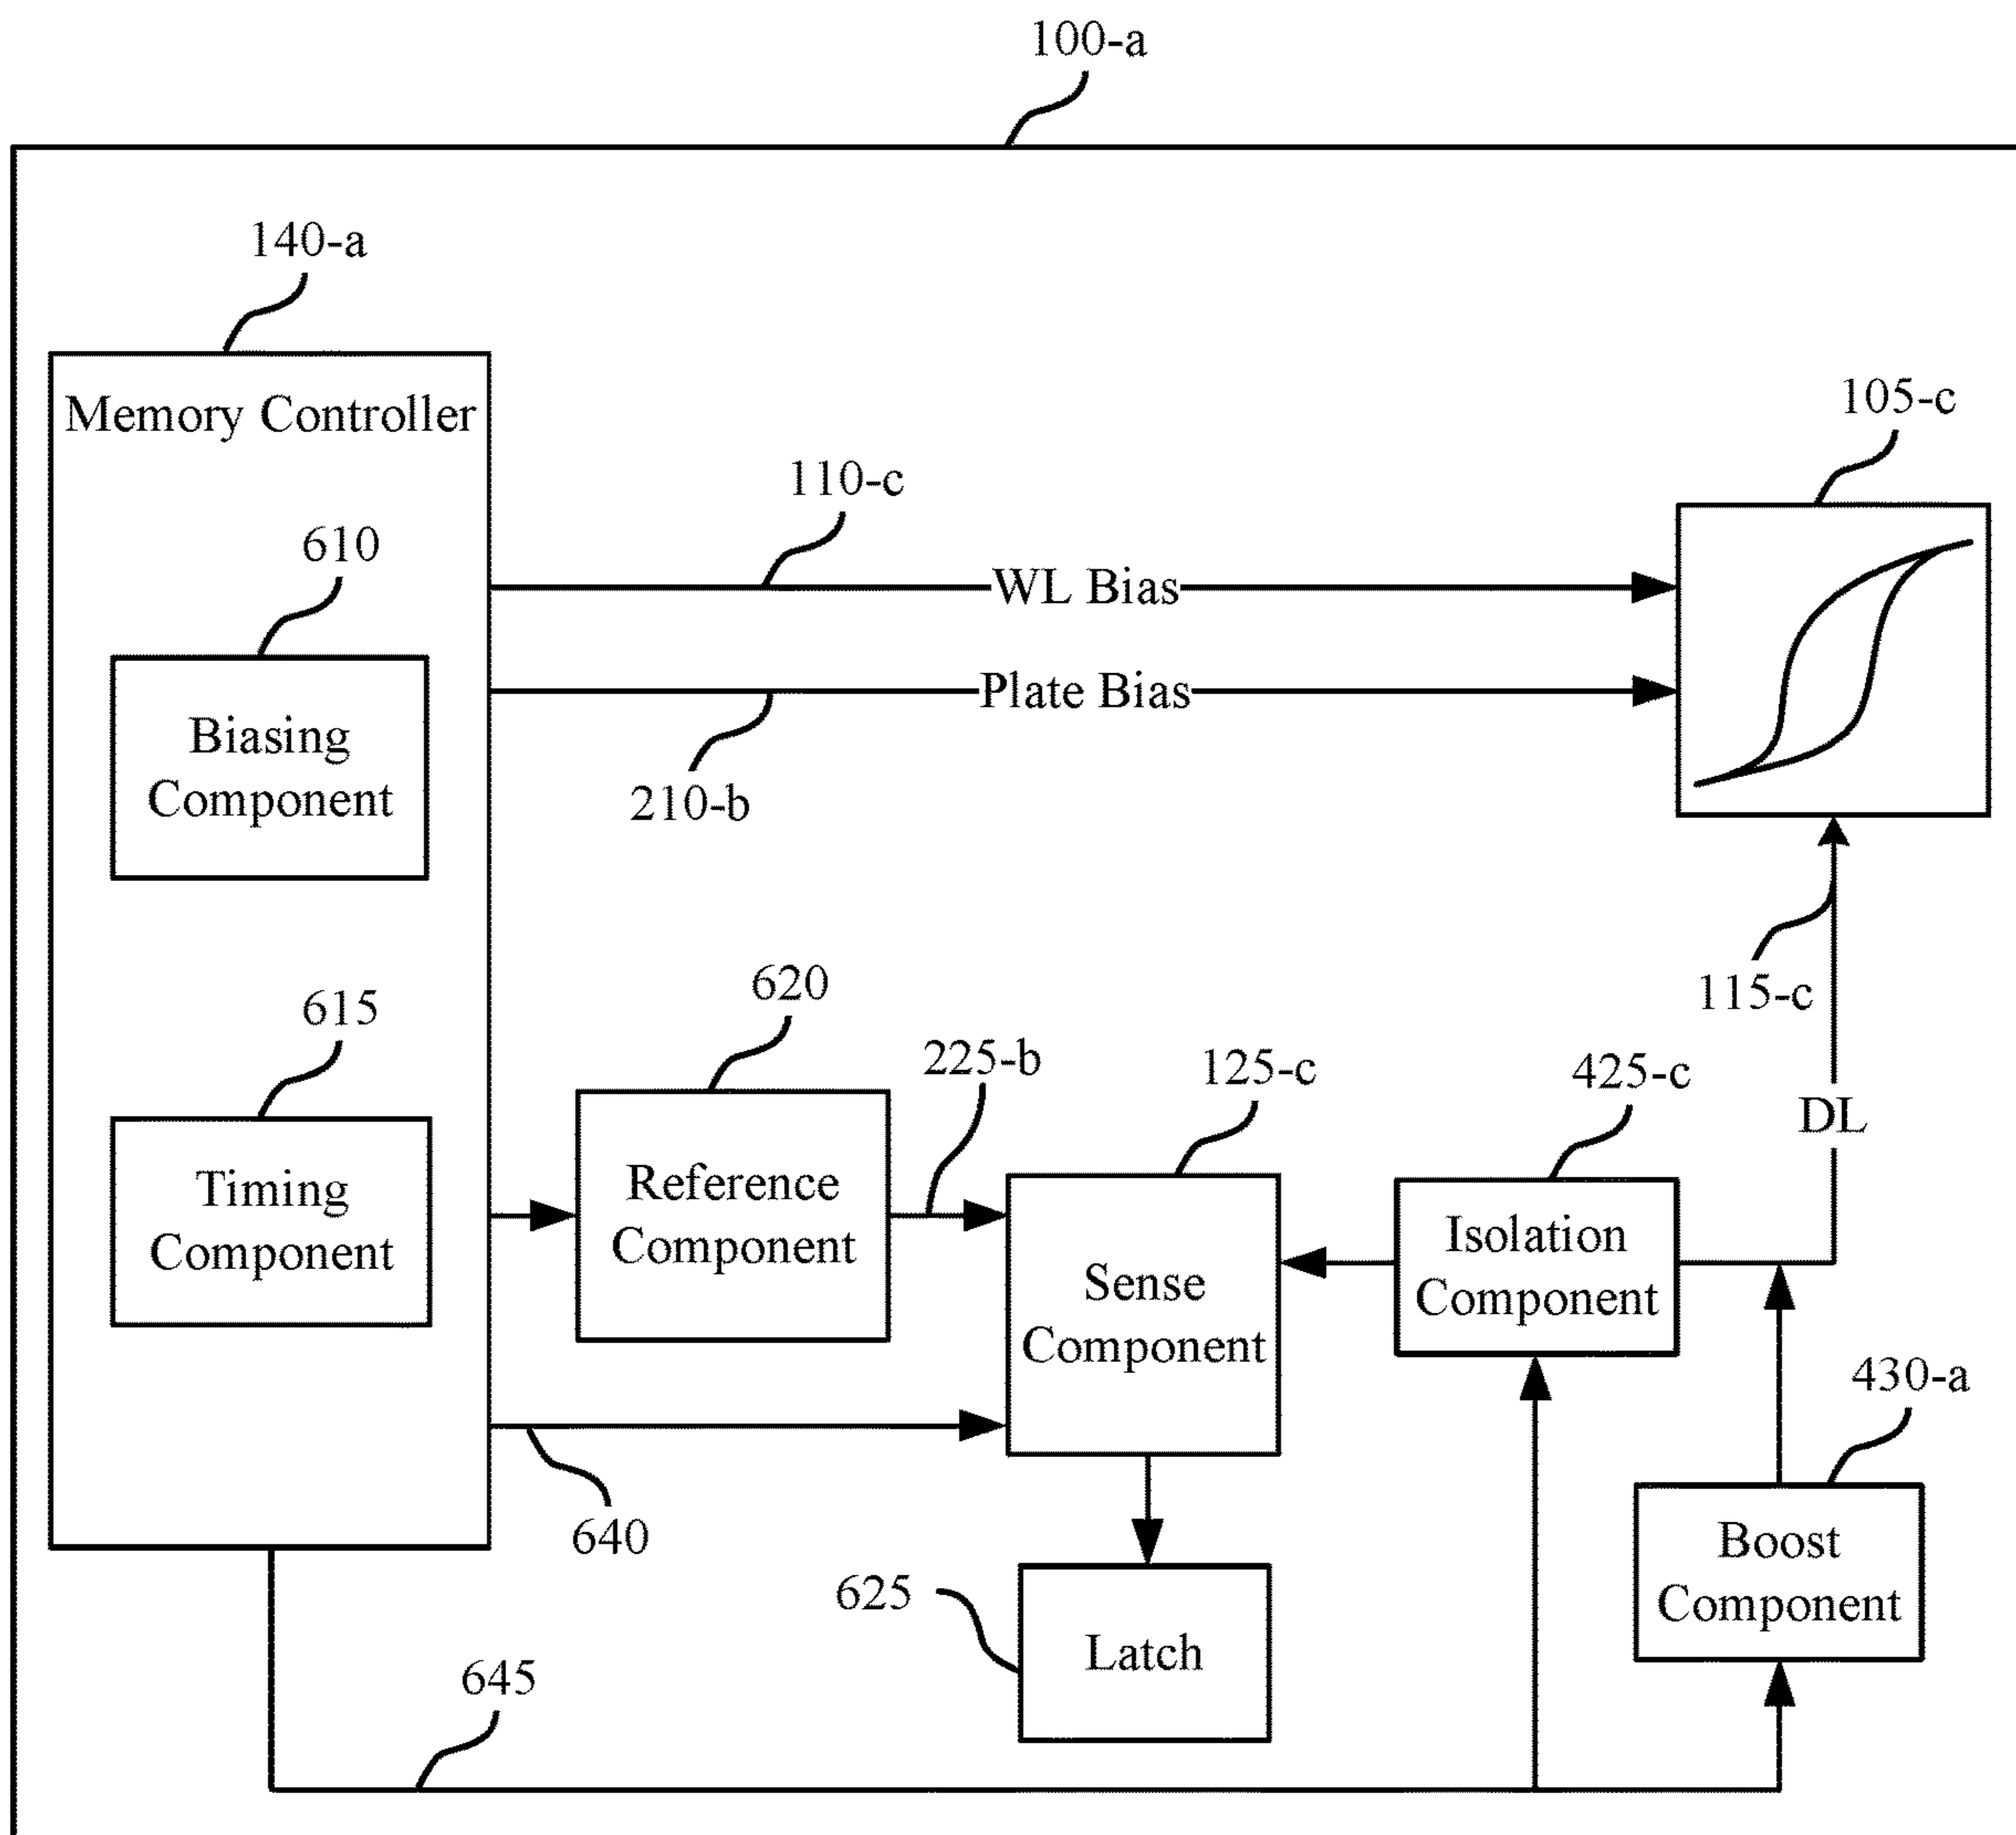 100-a
140-a
Memory Controller
105-c
110-c
610
WL Bias
Plate Bias
Biasing
Component
210-b
115-c
620
615
225-b
125-c
425-c
DL
Timing
Component
Reference
Component
Sense
Component
Isolation
Component
430-a
640
Boost
Component
625
Latch
645